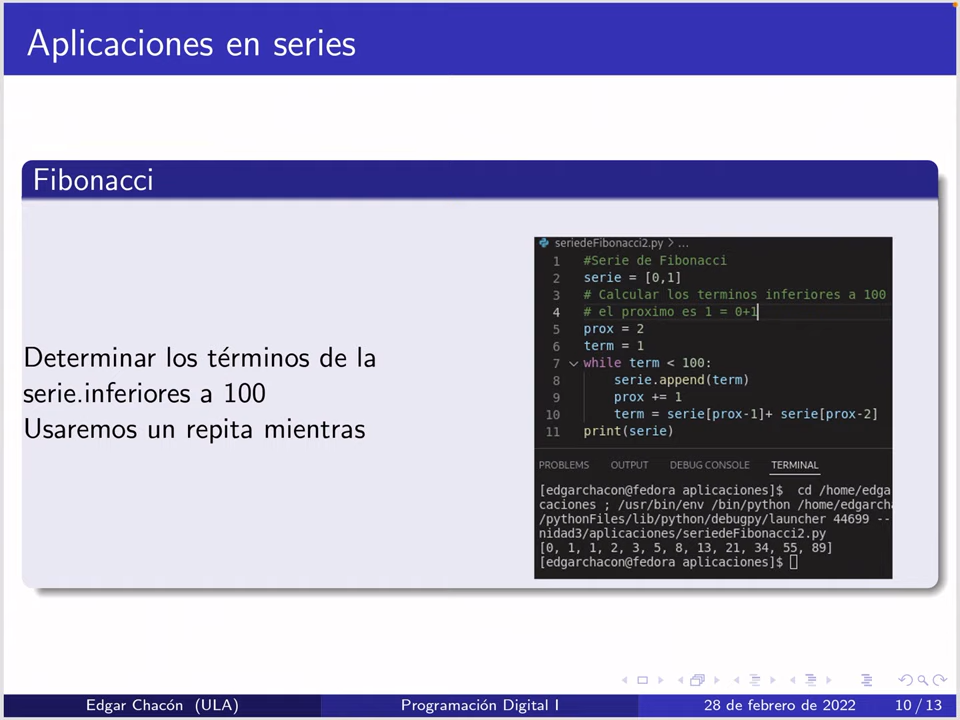 Aplicaciones en series
Fibonacci
Determinar los términos de la
serie.inferiores a 100
Usaremos un repita mientras
seriedeFibonacci2.py > ...
1 #Serie de Fibonacci
2 serie = [0,1]
3 # Calcular los terminos inferiores a 100
4 # el proximo es 1 = 0+1
5 prox = 2
6 term = 1
7 while term < 100:
8 serie.append(term)
9 prox += 1
10 term = serie[prox-1]+ serie[prox-2]
11 print(serie)
PROBLEMS OUTPUT DEBUG CONSOLE TERMINAL
[edgarchacon@fedora aplicaciones]$ cd /home/edga
caciones ; /usr/bin/env /bin/python /home/edgarcha
/pythonFiles/lib/python/debugpy/launcher 44699 --
nidad3/aplicaciones/seriedeFibonacci2.py
[0, 1, 1, 2, 3, 5, 8, 13, 21, 34, 55, 89]
[edgarchacon@fedora aplicaciones]$
Edgar Chacón (ULA) Programación Digital I 28 de febrero de 2022 10 / 13